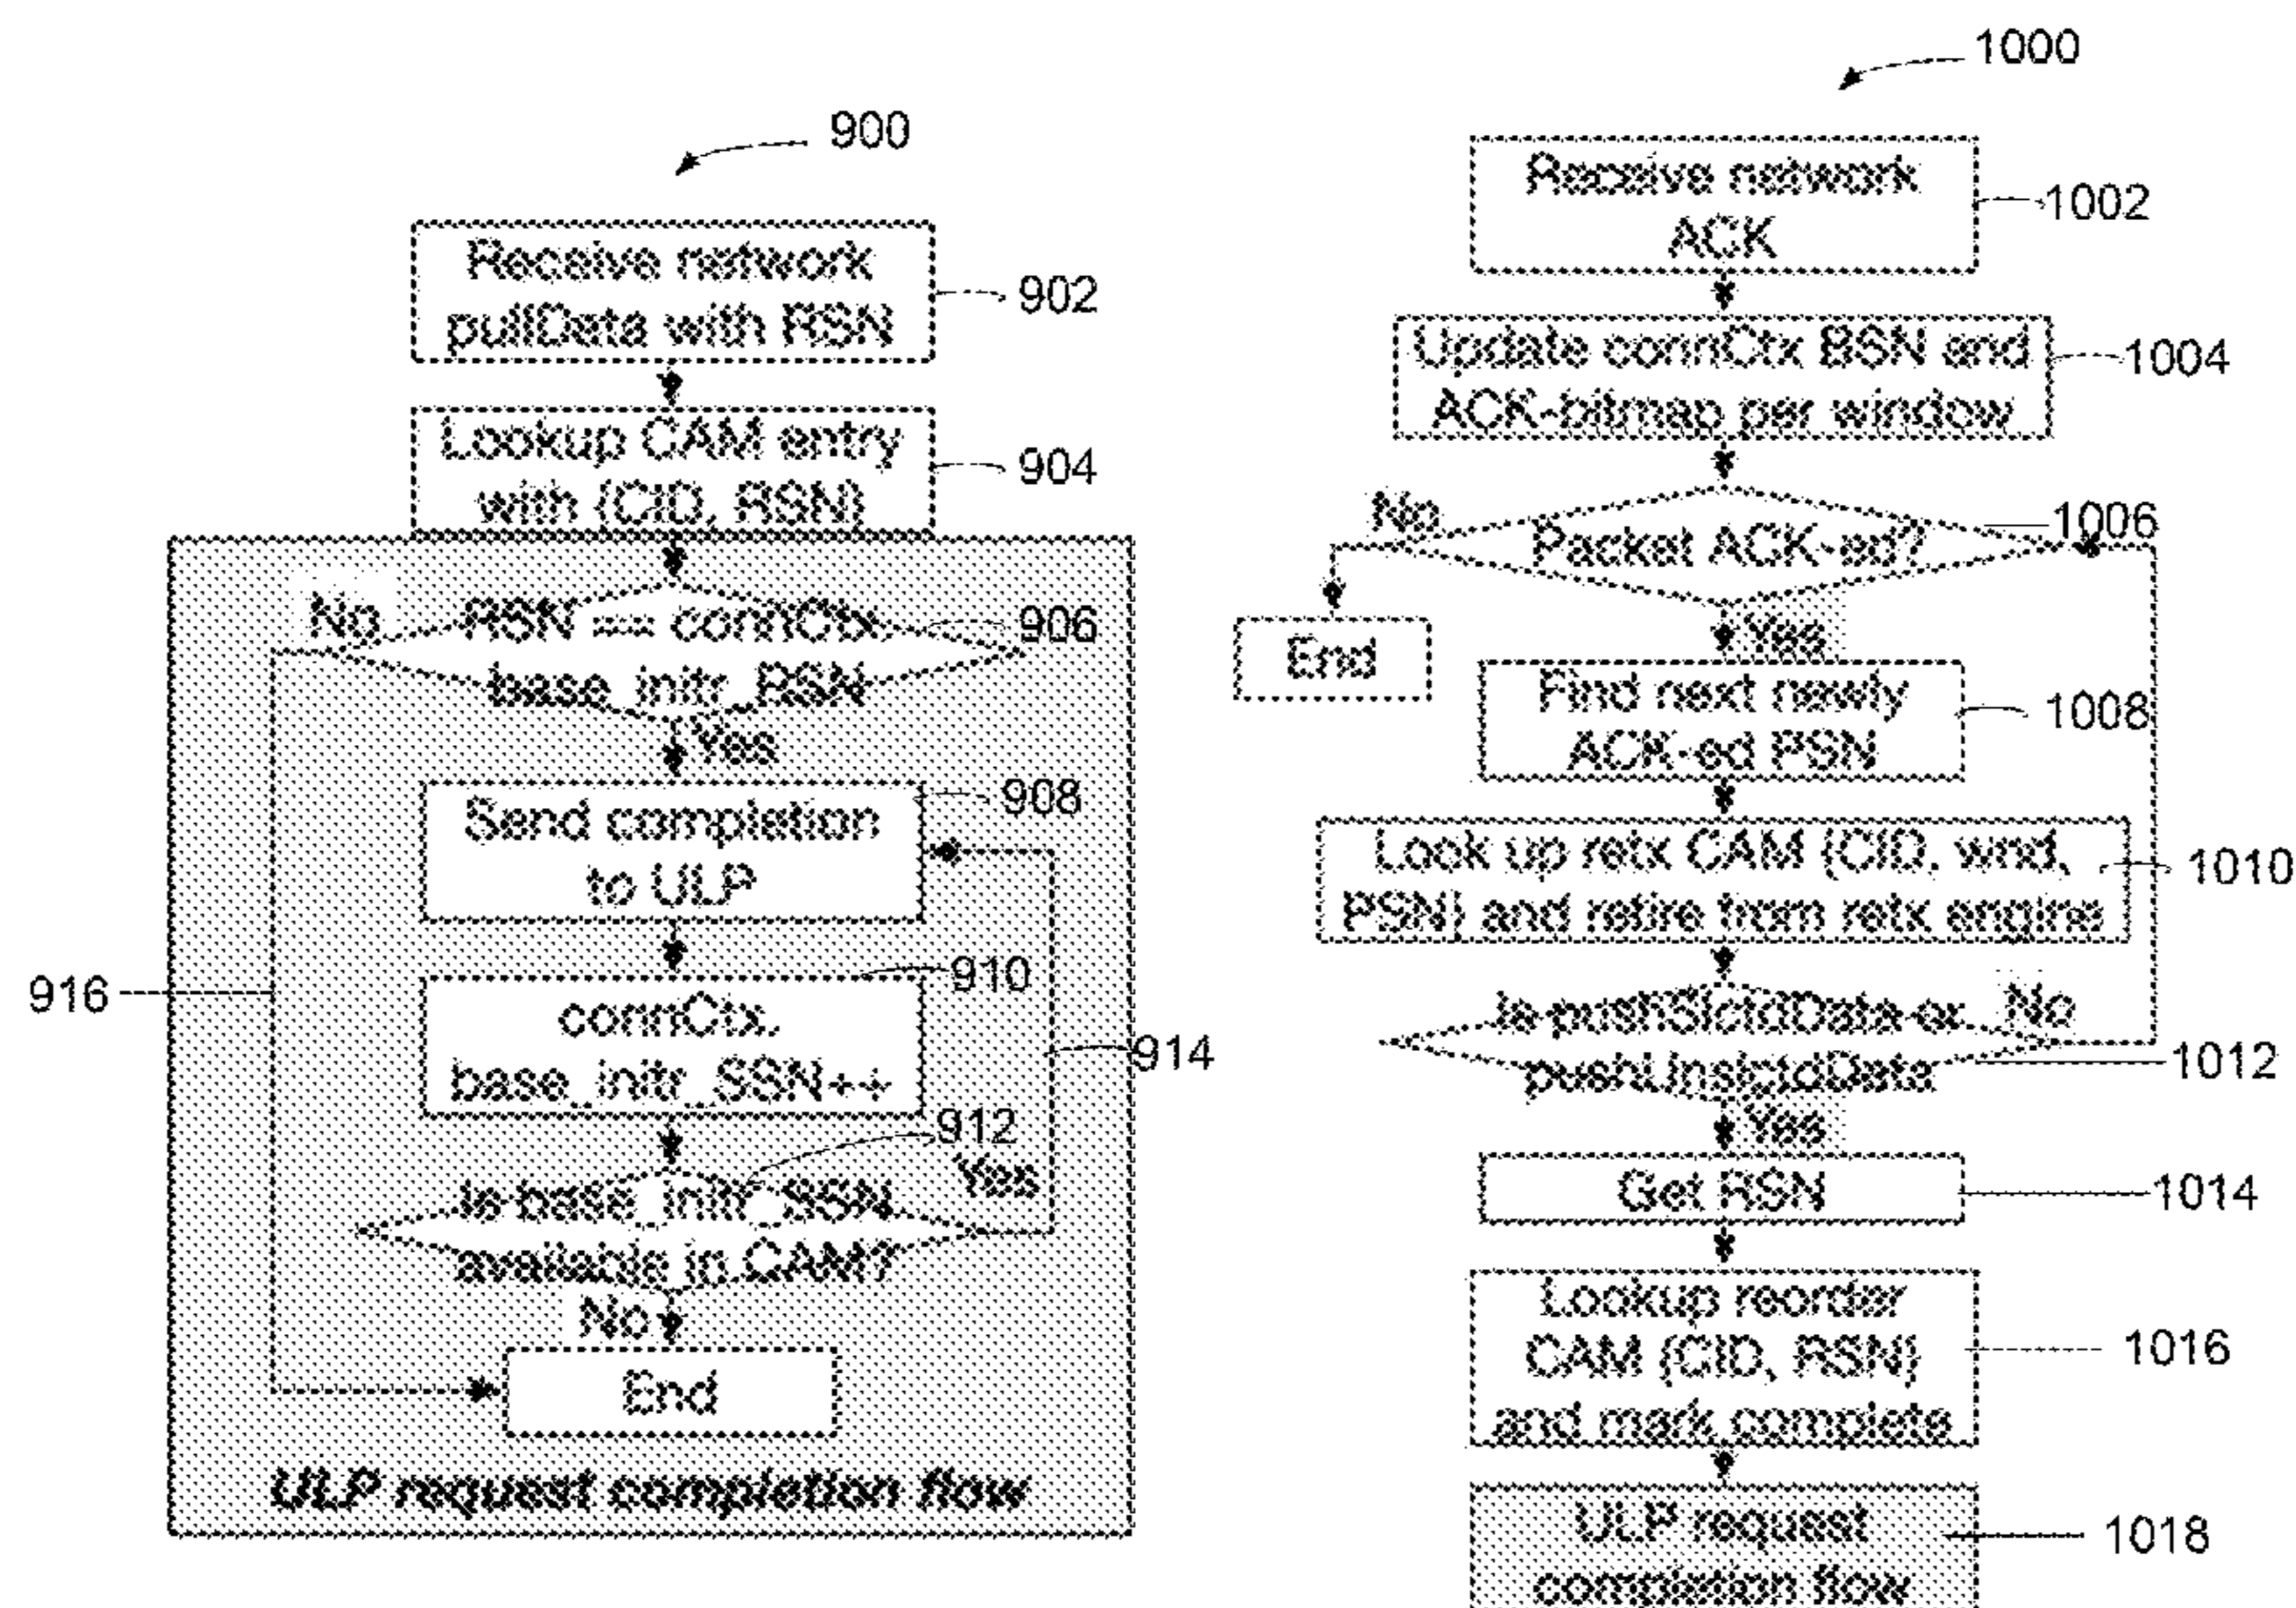 900
Receive network
pullData with RSN
902
Lookup CAM entry
with {CID, RSN}
904
No
RSN == connCtx.
base_initr_RSN
906
Yes
Send completion
to ULP
908
connCtx.
base_initr_SSN++
910
912
914
916
Is base_initr_SSN
available in CAM?
Yes
No
End
ULP request completion flow
1000
Receive network
ACK
1002
Update connCtx BSN and
ACK-bitmap per window
1004
No
Packet ACK-ed?
1006
End
Yes
Find next newly
ACK-ed PSN
1008
Look up retx CAM {CID, wnd,
PSN} and retire from retx engine
1010
Is pushSlctdData or
pushUnslctdData
No
1012
Yes
Get RSN
1014
Lookup reorder
CAM {CID, RSN}
and mark complete
1016
ULP request
completion flow
1018